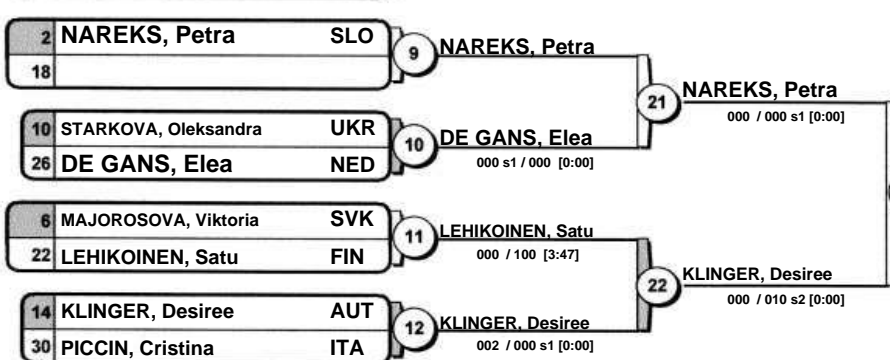 2 NAREKS, Petra SLO
18
9 NAREKS, Petra
10 STARKOVA, Oleksandra UKR
26 DE GANS, Elea NED
10 DE GANS, Elea
000 s1 / 000 [0:00]
21 NAREKS, Petra
000 / 000 s1 [0:00]
6 MAJOROSOVA, Viktoria SVK
22 LEHIKOINEN, Satu FIN
11 LEHIKOINEN, Satu
000 / 100 [3:47]
14 KLINGER, Desiree AUT
30 PICCIN, Cristina ITA
12 KLINGER, Desiree
002 / 000 s1 [0:00]
22 KLINGER, Desiree
000 / 010 s2 [0:00]